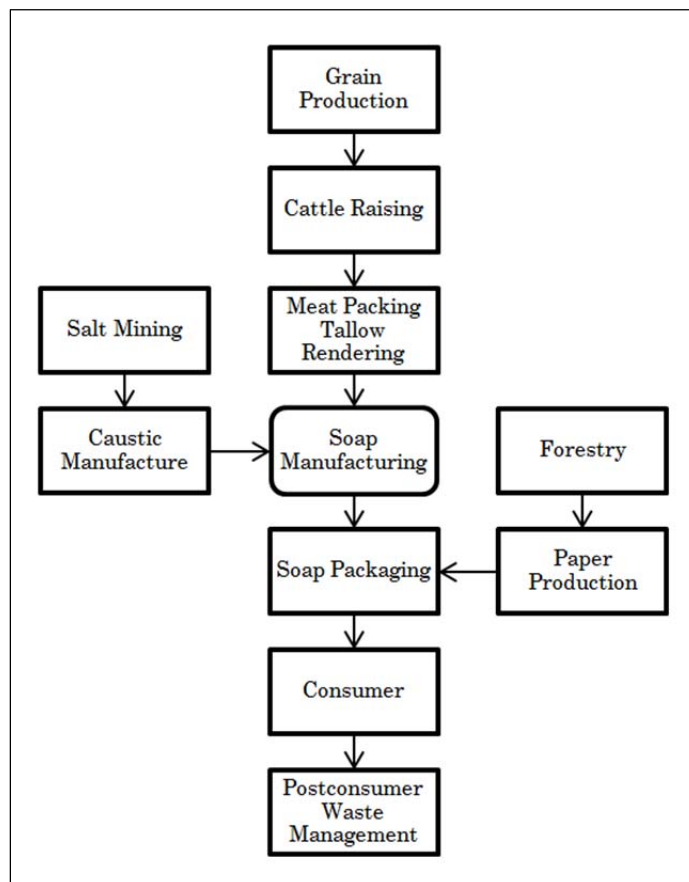 Grain
Production
Cattle Raising
Salt Mining
Meat Packing
Tallow
Rendering
Caustic
Manufacture
Soap
Manufacturing
Forestry
Soap Packaging
Paper
Production
Consumer
Postconsumer
Waste
Management